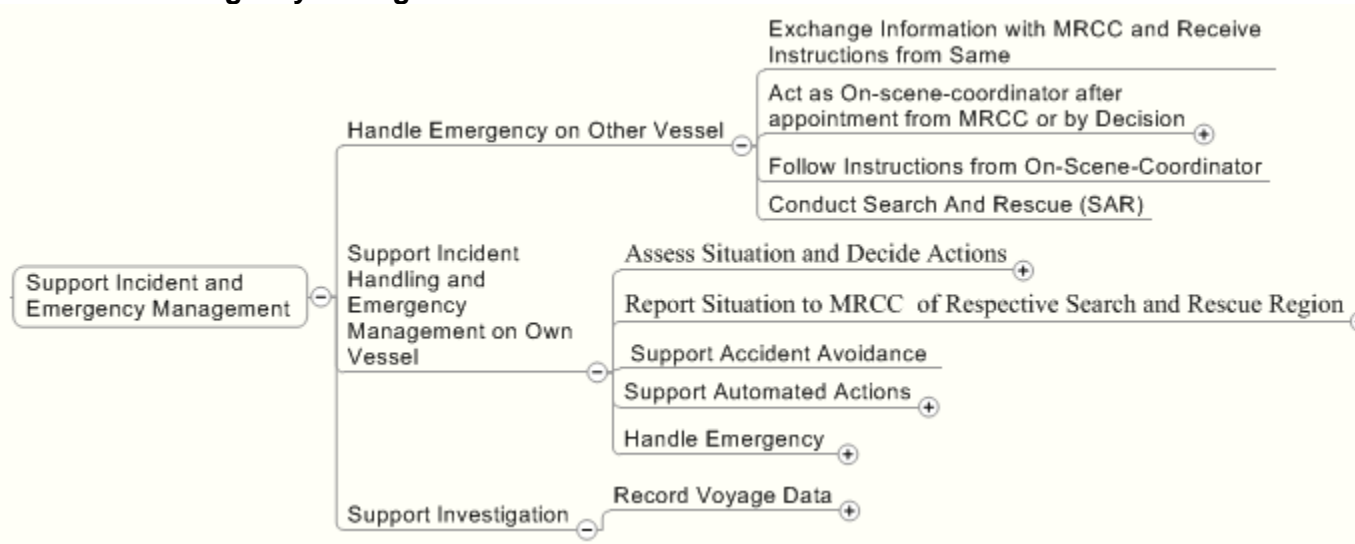 Exchange Information with MRCC and Receive
Instructions from Same
Act as On-scene-coordinator after
appointment from MRCC or by Decision
Handle Emergency on Other Vessel
Follow Instructions from On-Scene-Coordinator
Conduct Search And Rescue (SAR)
Support Incident and
Emergency Management
Support Incident
Handling and
Emergency
Management on Own
Vessel
Assess Situation and Decide Actions
Report Situation to MRCC of Respective Search and Rescue Region
Support Accident Avoidance
Support Automated Actions
Handle Emergency
Support Investigation
Record Voyage Data